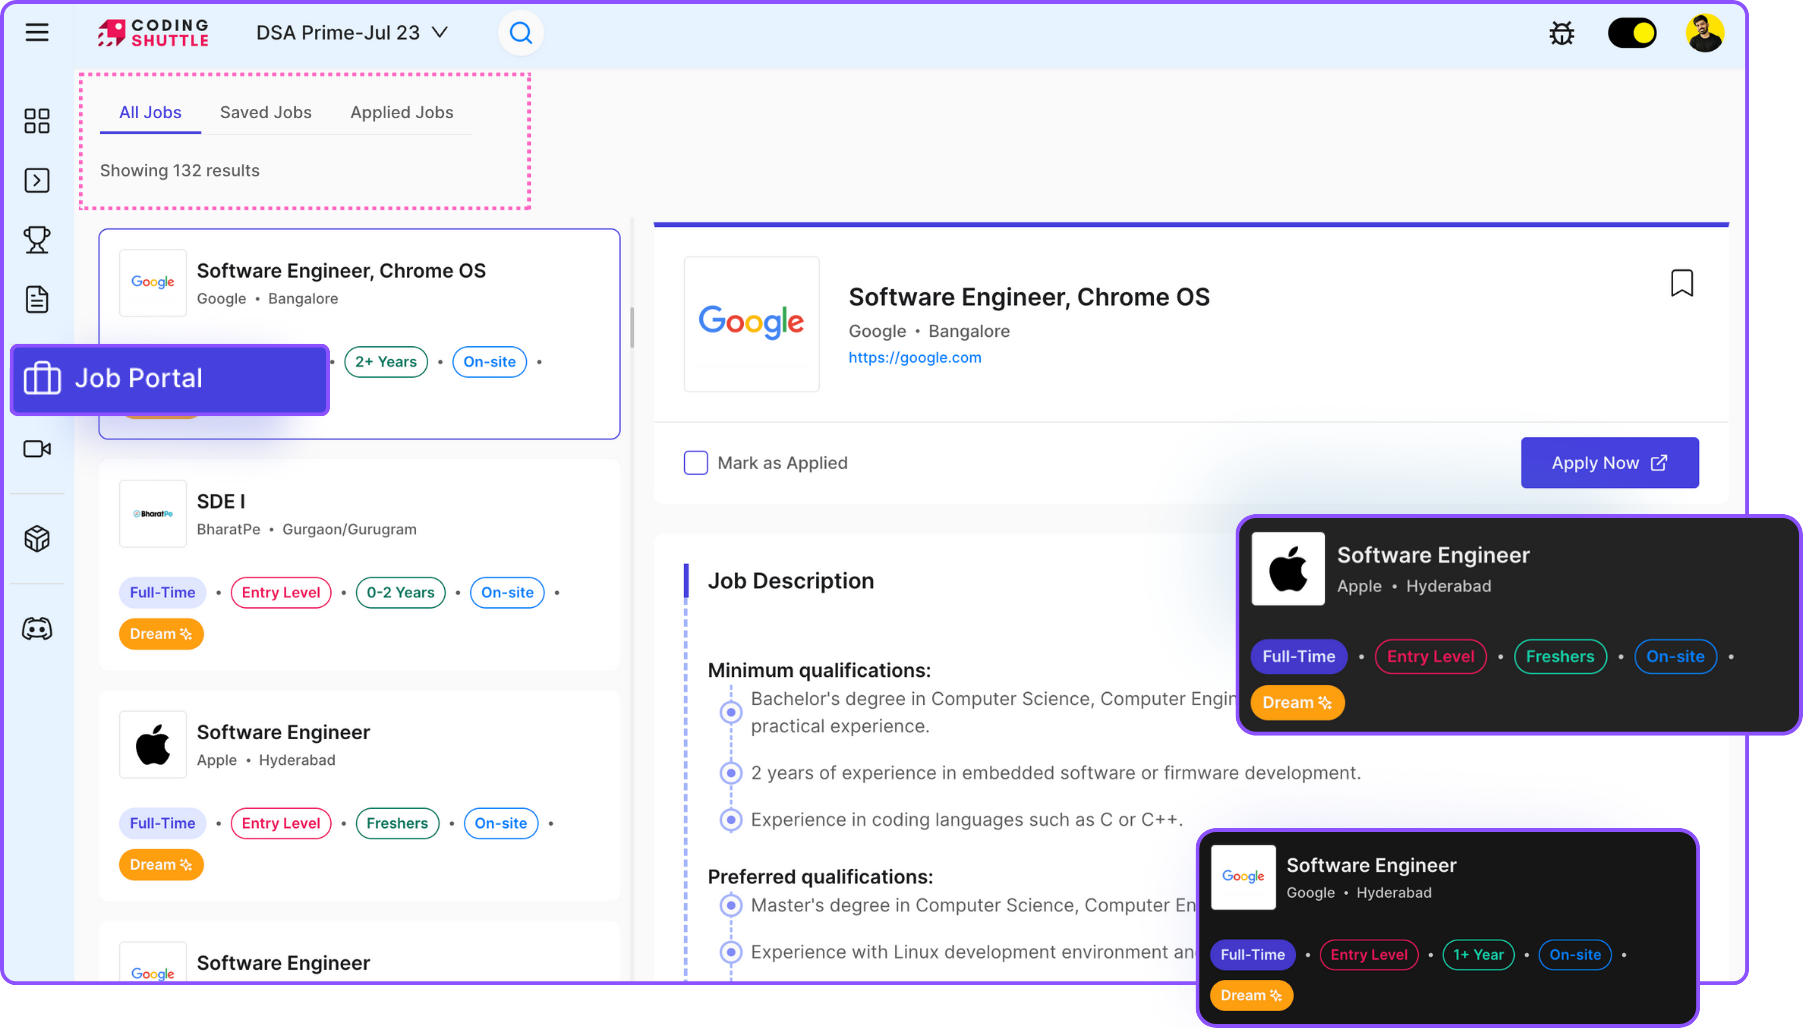 CODING
SHUTTLE
DSA Prime-Jul 23
All Jobs
Saved Jobs
Applied Jobs
Showing 132 results
Google
Software Engineer, Chrome OS
Google • Bangalore
• 2+ Years • On-site •
Job Portal
BharatPe
SDE I
BharatPe • Gurgaon/Gurugram
Full-Time • Entry Level • 0-2 Years • On-site •
Dream
Software Engineer
Apple • Hyderabad
Full-Time • Entry Level • Freshers • On-site •
Dream
Google
Software Engineer
Google
Software Engineer, Chrome OS
Google • Bangalore
https://google.com
Mark as Applied
Apply Now
Job Description
Minimum qualifications:
Bachelor's degree in Computer Science, Computer Engin
practical experience.
2 years of experience in embedded software or firmware development.
Experience in coding languages such as C or C++.
Preferred qualifications:
Master's degree in Computer Science, Computer En
Experience with Linux development environment an
Software Engineer
Apple • Hyderabad
Full-Time • Entry Level • Freshers • On-site •
Dream
Google
Software Engineer
Google • Hyderabad
Full-Time • Entry Level • 1+ Year • On-site •
Dream